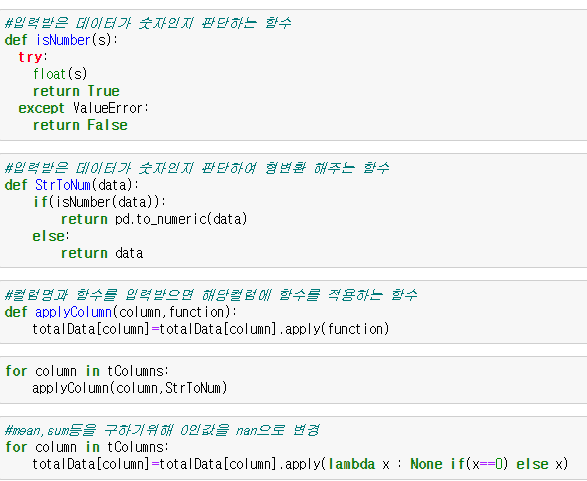 #입력받은 데이터가 숫자인지 판단하는 함수
def isNumber(s):
  try:
    float(s)
    return True
  except ValueError:
    return False
#입력받은 데이터가 숫자인지 판단하여 형변환 해주는 함수
def StrToNum(data):
    if(isNumber(data)):
        return pd.to_numeric(data)
    else:
        return data
#컬럼명과 함수를 입력받으면 해당컬럼에 함수를 적용하는 함수
def applyColumn(column,function):
    totalData[column]=totalData[column].apply(function)
for column in tColumns:
    applyColumn(column,StrToNum)
#mean,sum등을 구하기위해 0인값을 nan으로 변경
for column in tColumns:
    totalData[column]=totalData[column].apply(lambda x : None if(x==0) else x)